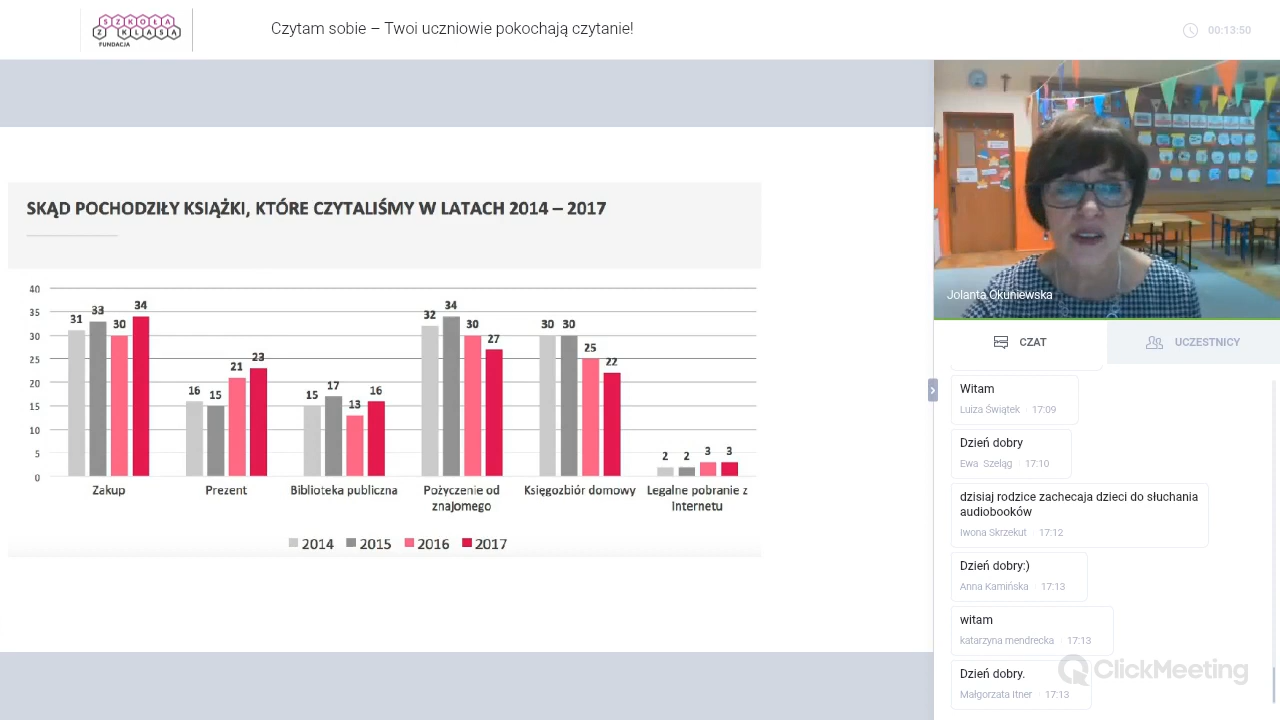 SZKOŁA
Z KLASĄ
FUNDACJA
Czytam sobie – Twoi uczniowie pokochają czytanie!
00:13:50
SKĄD POCHODZIŁY KSIĄŻKI, KTÓRE CZYTALIŚMY W LATACH 2014 – 2017
40
35
30
25
20
15
10
5
0
31 33 30 34
16 15 21 23
15 17 13 16
32 34 30 27
30 30 25 22
2 2 3 3
Zakup
Prezent
Biblioteka publiczna
Pożyczenie od
znajomego
Księgozbiór domowy
Legalne pobranie z
Internetu
2014 2015 2016 2017
Jolanta Okuniewska
CZAT
UCZESTNICY
Witam
Luiza Świątek 17:09
Dzień dobry
Ewa Szeląg 17:10
dzisiaj rodzice zachecaja dzieci do słuchania
audiobooków
Iwona Skrzekut 17:12
Dzień dobry:)
Anna Kamińska 17:13
witam
katarzyna mendrecka 17:13
Dzień dobry.
Małgorzata Itner 17:13
ClickMeeting